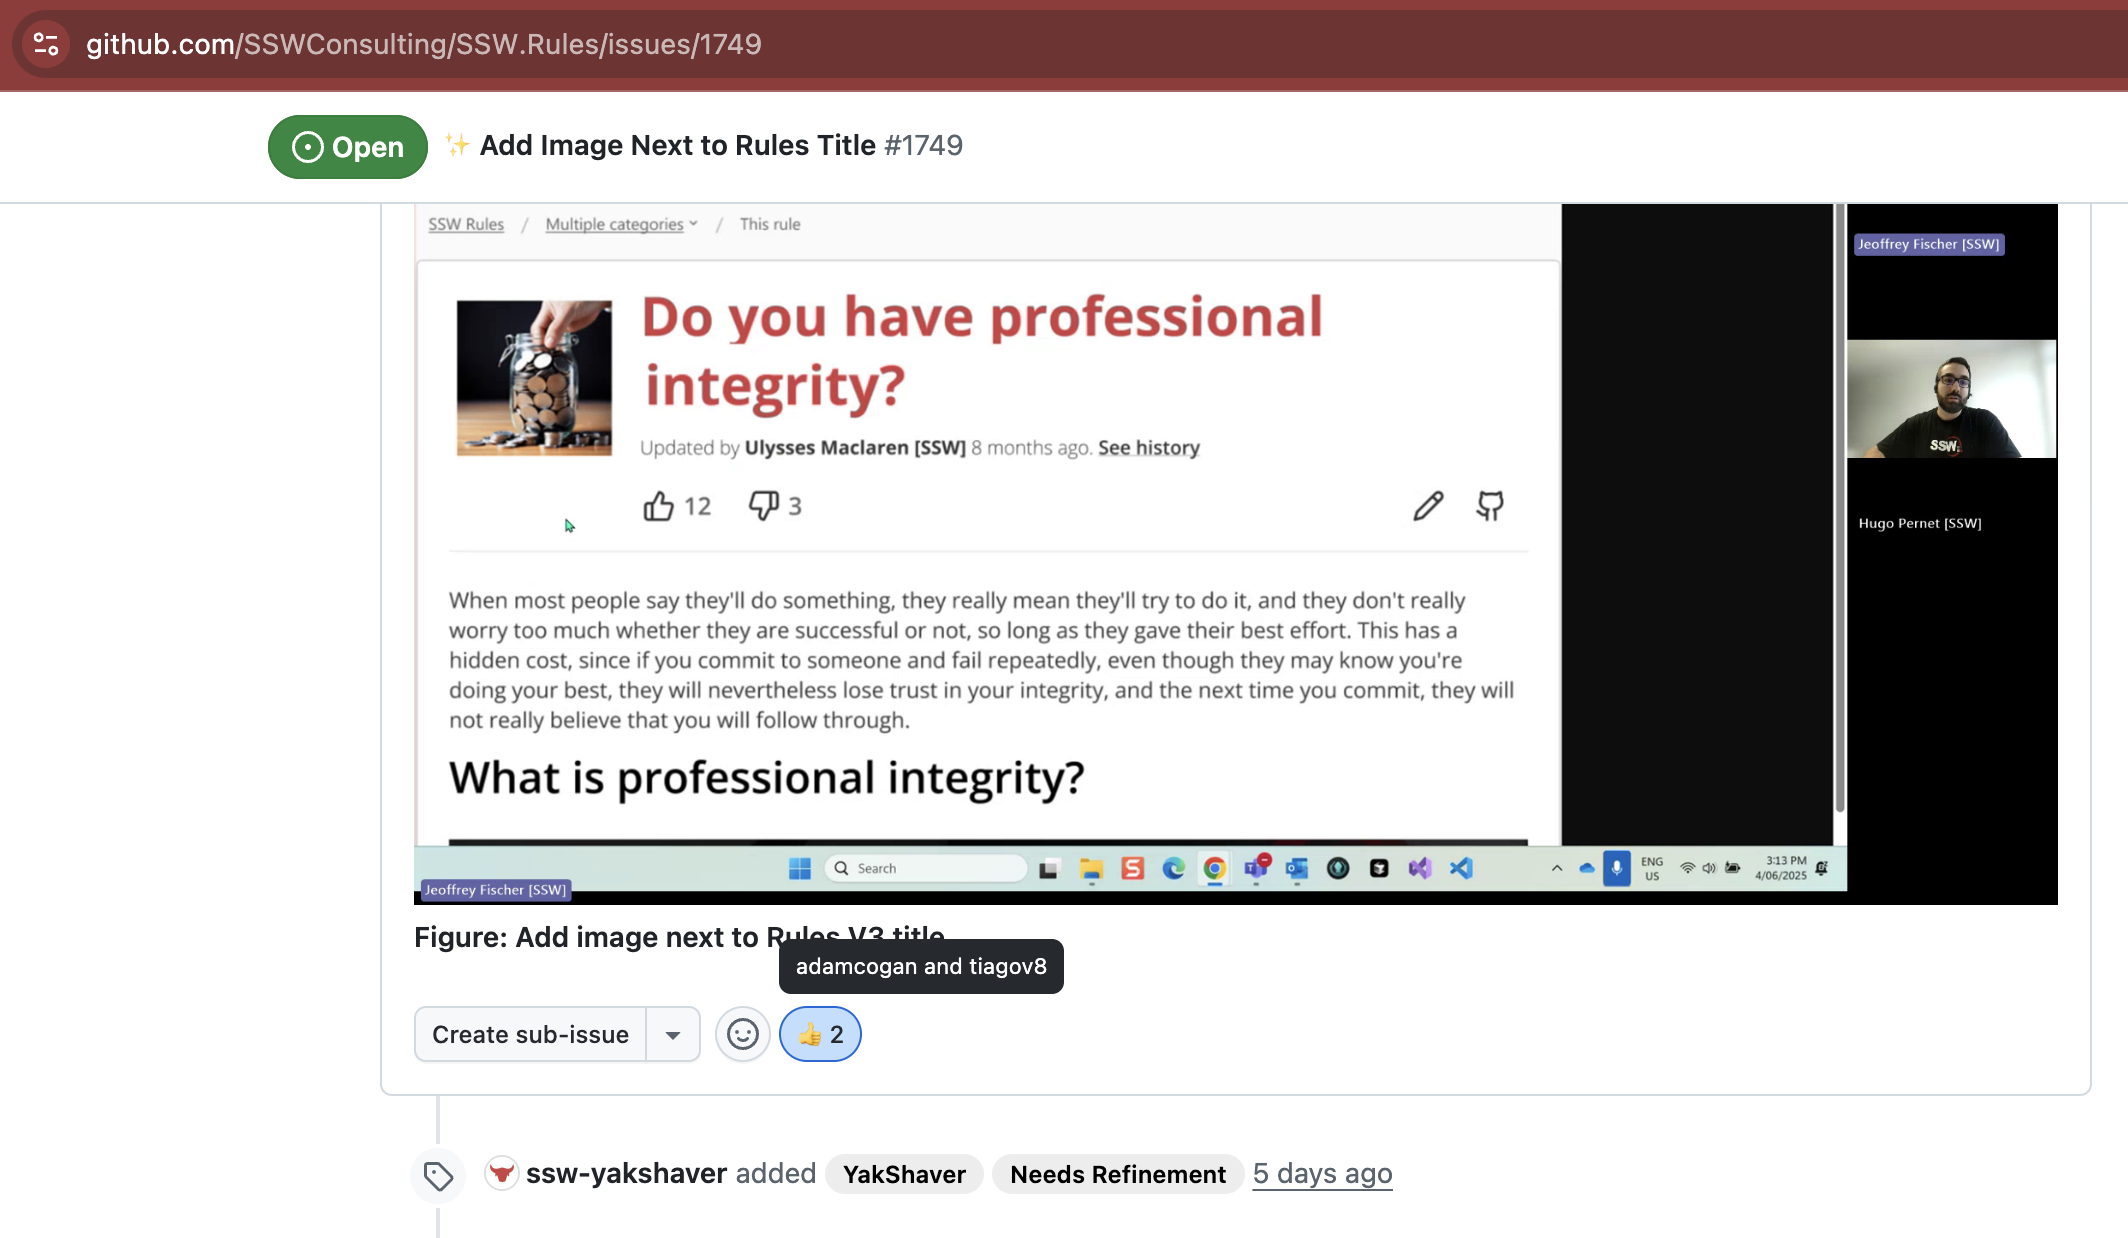 github.com/SSWConsulting/SSW.Rules/issues/1749
Open
✨ Add Image Next to Rules Title #1749
SSW Rules / Multiple categories / This rule
Do you have professional
integrity?
Updated by Ulysses Maclaren [SSW] 8 months ago. See history
12 3
When most people say they'll do something, they really mean they'll try to do it, and they don't really
worry too much whether they are successful or not, so long as they gave their best effort. This has a
hidden cost, since if you commit to someone and fail repeatedly, even though they may know you're
doing your best, they will nevertheless lose trust in your integrity, and the next time you commit, they will
not really believe that you will follow through.
What is professional integrity?
Jeoffrey Fischer [SSW]
SSW
Hugo Pernet [SSW]
Search
ENG
US
3:13 PM
4/06/2025
Jeoffrey Fischer [SSW]
Figure: Add image next to Rules V3 title
adamcogan and tiagov8
Create sub-issue
👍 2
ssw-yakshaver added YakShaver Needs Refinement 5 days ago